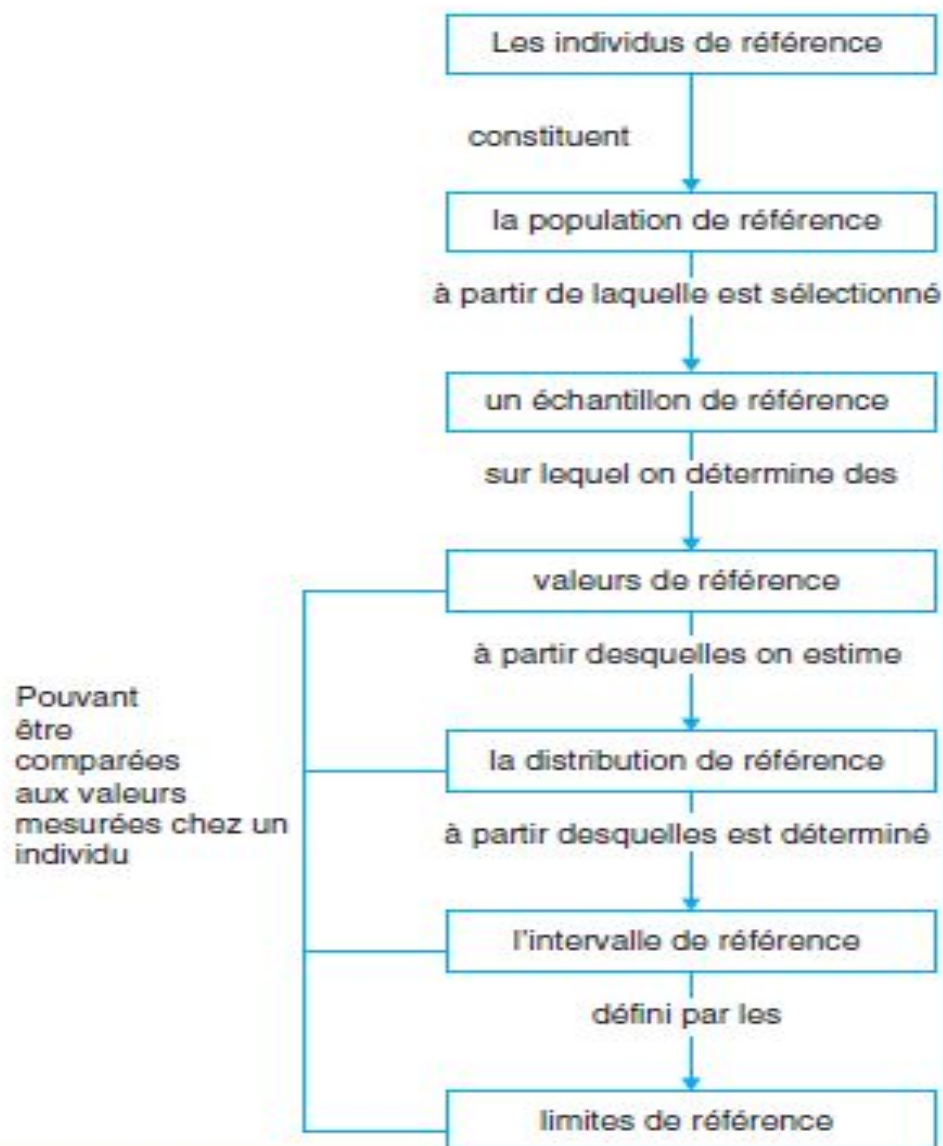 Les individus de référence
constituent
la population de référence
à partir de laquelle est sélectionné
un échantillon de référence
sur lequel on détermine des
valeurs de référence
à partir desquelles on estime
la distribution de référence
à partir desquelles est déterminé
l'intervalle de référence
défini par les
limites de référence
Pouvant
être
comparées
aux valeurs
mesurées chez un
individu